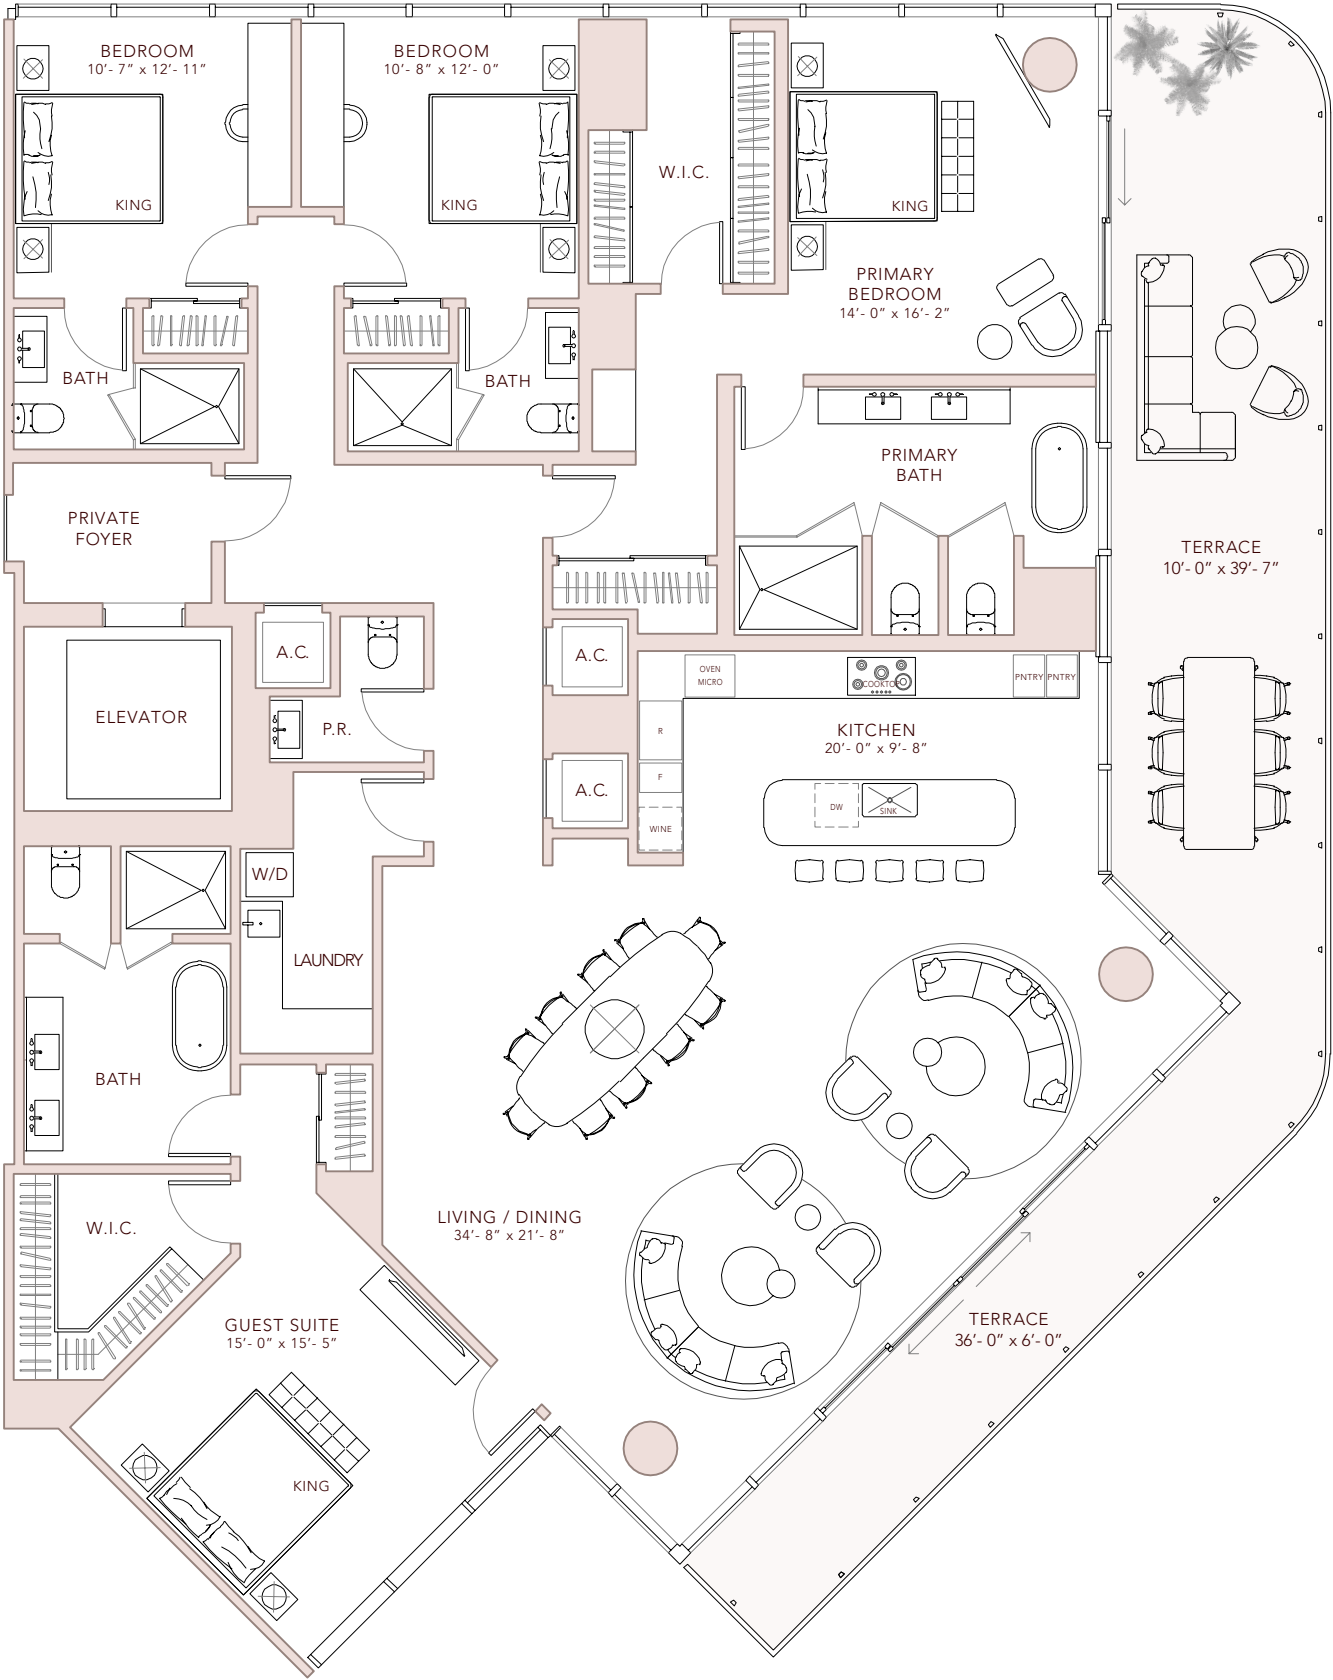 BEDROOM
10'- 7" x 12'- 11"
BEDROOM
10'- 8" x 12'- 0"
W.I.C.
KING
KING
KING
PRIMARY
BEDROOM
14'- 0" x 16'- 2"
BATH
BATH
PRIMARY
BATH
PRIVATE
FOYER
TERRACE
10'- 0" x 39'- 7"
A.C.
A.C.
OVEN
MICRO
COOKTOP
PNTRY
PNTRY
ELEVATOR
P.R.
R
KITCHEN
20'- 0" x 9'- 8"
F
A.C.
DW
SINK
WINE
W/D
LAUNDRY
BATH
W.I.C.
LIVING / DINING
34'- 8" x 21'- 8"
GUEST SUITE
15'- 0" x 15'- 5"
TERRACE
36'- 0" x 6'- 0"
KING